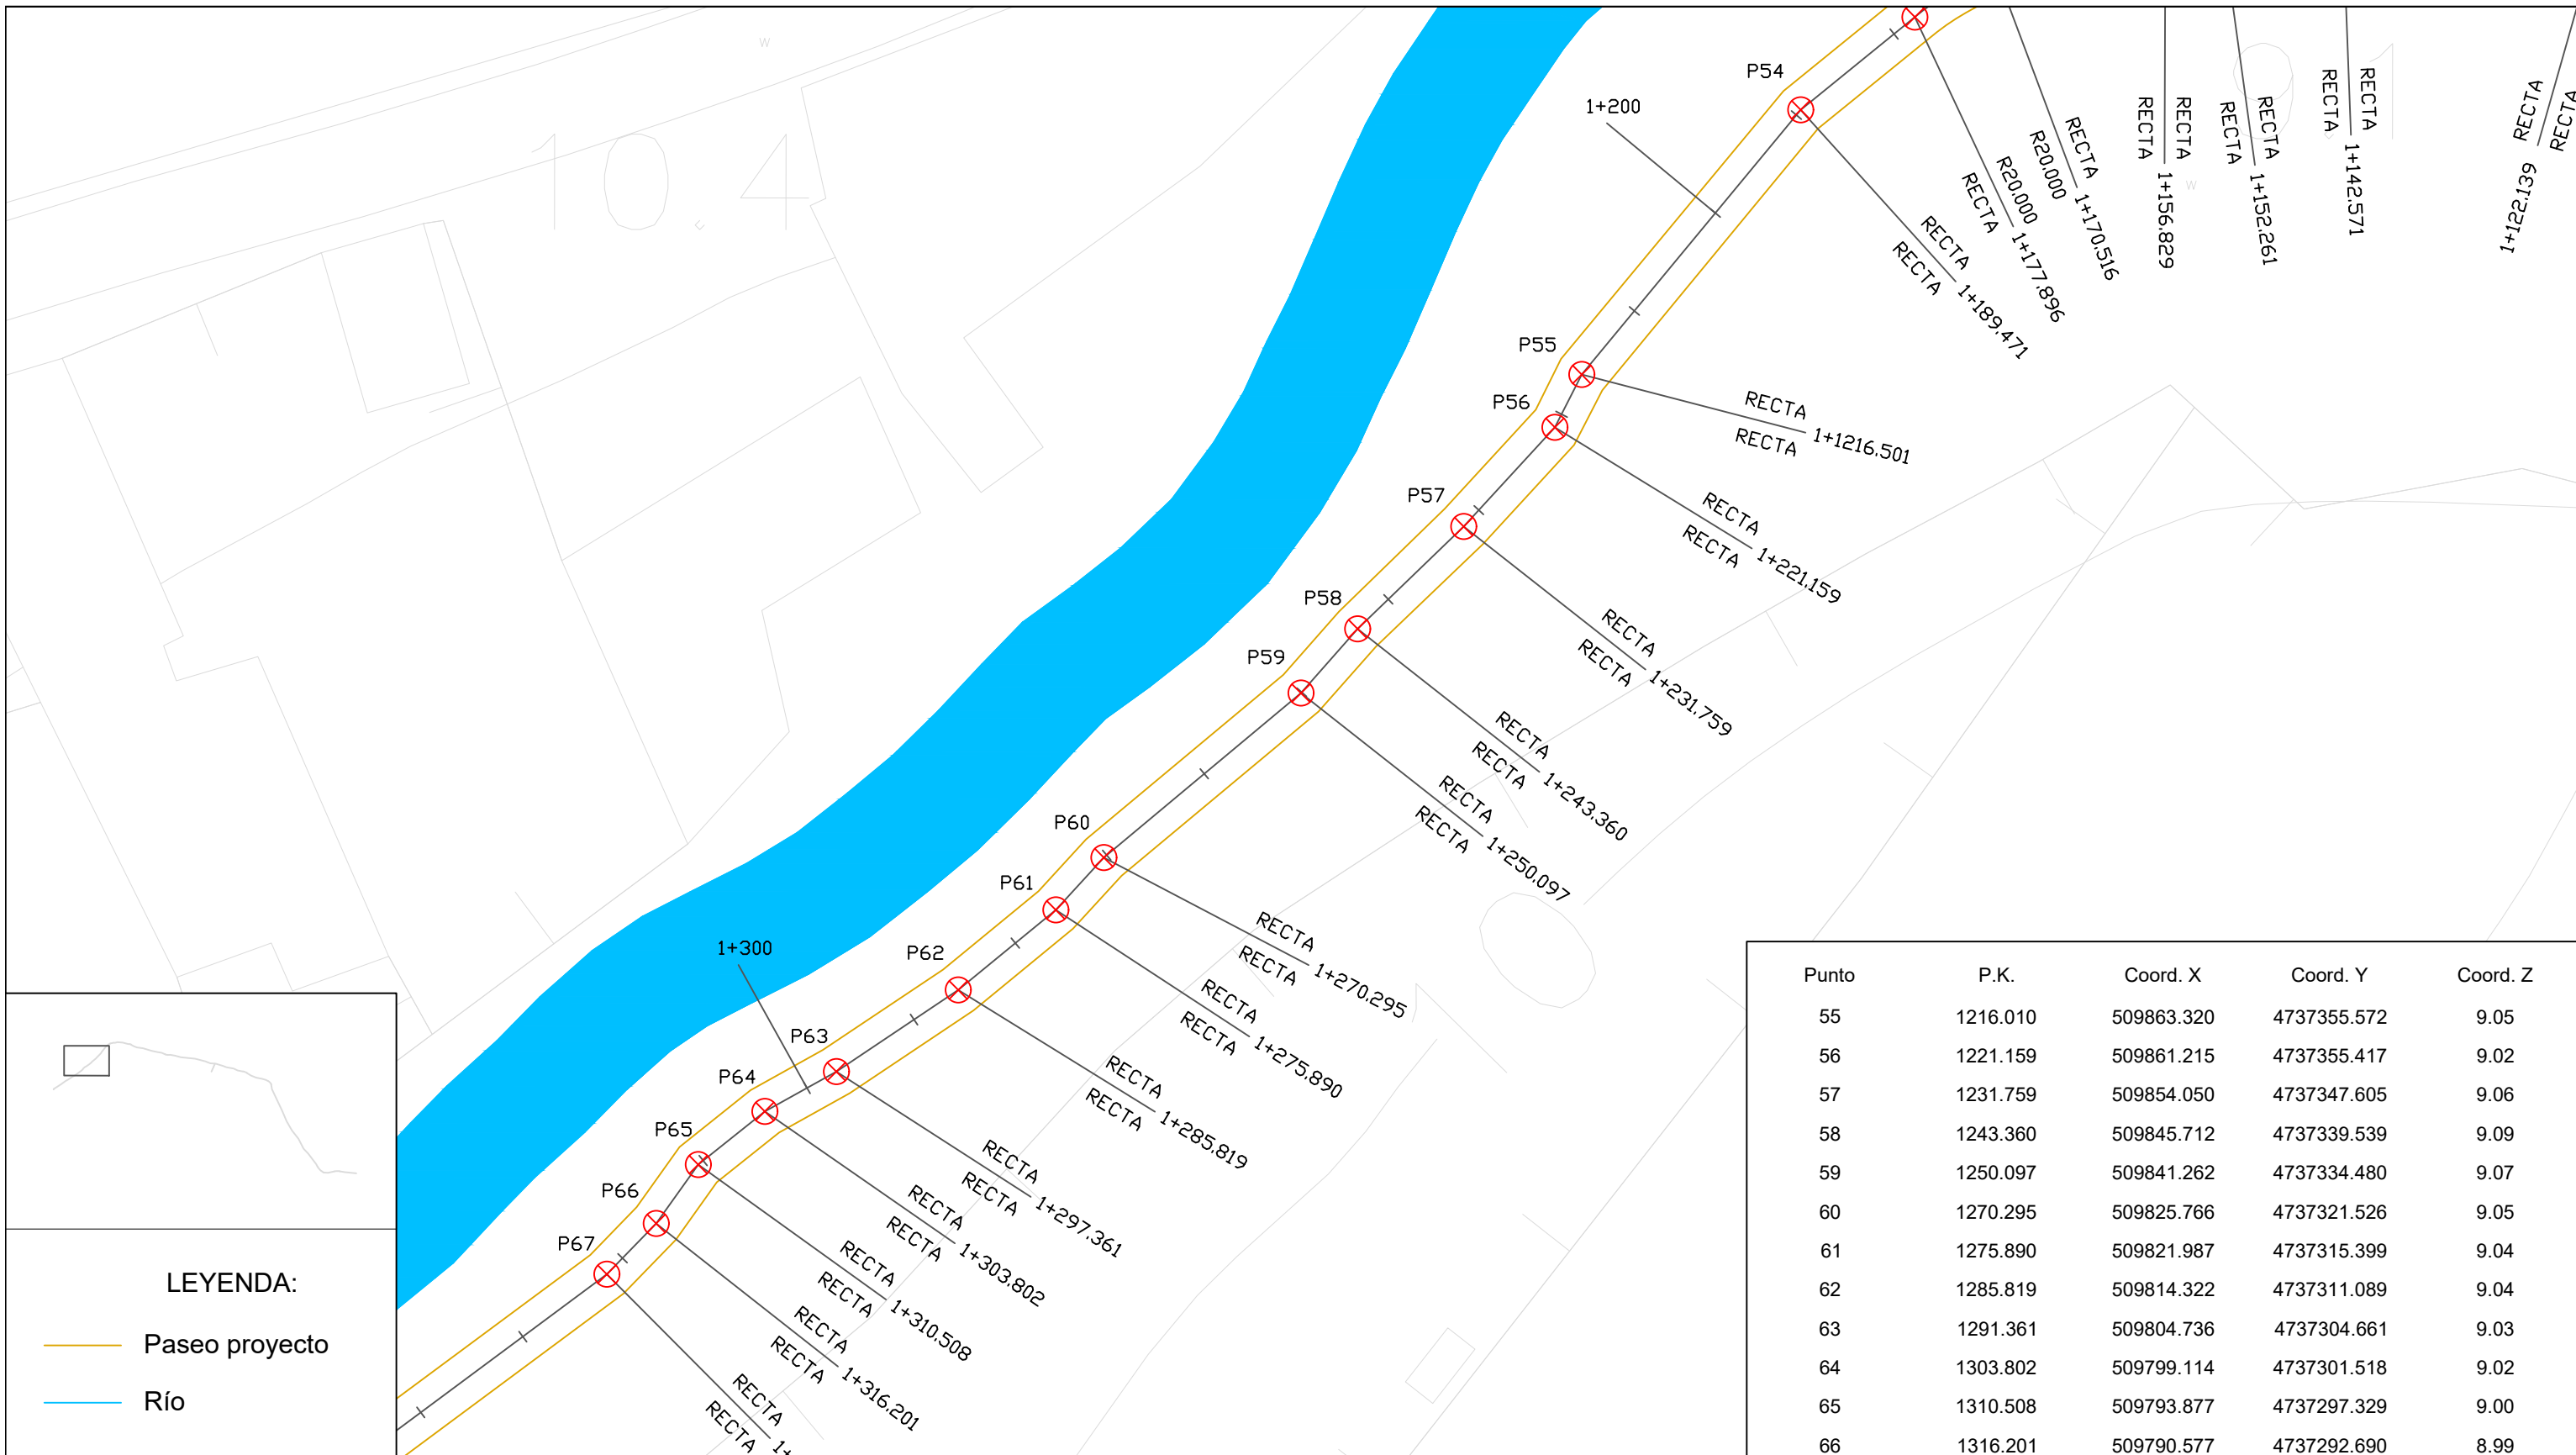 10.4
W
P54
1+200
P55
P56
P57
P58
P59
P60
P61
P62
1+300
P63
P64
P65
P66
P67
RECTA
RECTA 1+122.139
RECTA
RECTA 1+142.571
RECTA
RECTA 1+152.261
RECTA
RECTA 1+156.829
W
RECTA
R20.000 1+170.516
R20.000
RECTA 1+177.896
RECTA
RECTA 1+189.471
RECTA
RECTA 1+1216.501
RECTA
RECTA 1+221.159
RECTA
RECTA 1+231.759
RECTA
RECTA 1+243.360
RECTA
RECTA 1+250.097
RECTA
RECTA 1+270.295
RECTA
RECTA 1+275.890
RECTA
RECTA 1+285.819
RECTA
RECTA 1+297.361
RECTA
RECTA 1+303.802
RECTA
RECTA 1+310.508
RECTA
RECTA 1+316.201
RECTA
RECTA
LEYENDA:
Paseo proyecto
Río
Punto P.K. Coord. X Coord. Y Coord. Z
55 1216.010 509863.320 4737355.572 9.05
56 1221.159 509861.215 4737355.417 9.02
57 1231.759 509854.050 4737347.605 9.06
58 1243.360 509845.712 4737339.539 9.09
59 1250.097 509841.262 4737334.480 9.07
60 1270.295 509825.766 4737321.526 9.05
61 1275.890 509821.987 4737315.399 9.04
62 1285.819 509814.322 4737311.089 9.04
63 1291.361 509804.736 4737304.661 9.03
64 1303.802 509799.114 4737301.518 9.02
65 1310.508 509793.877 4737297.329 9.00
66 1316.201 509790.577 4737292.690 8.99